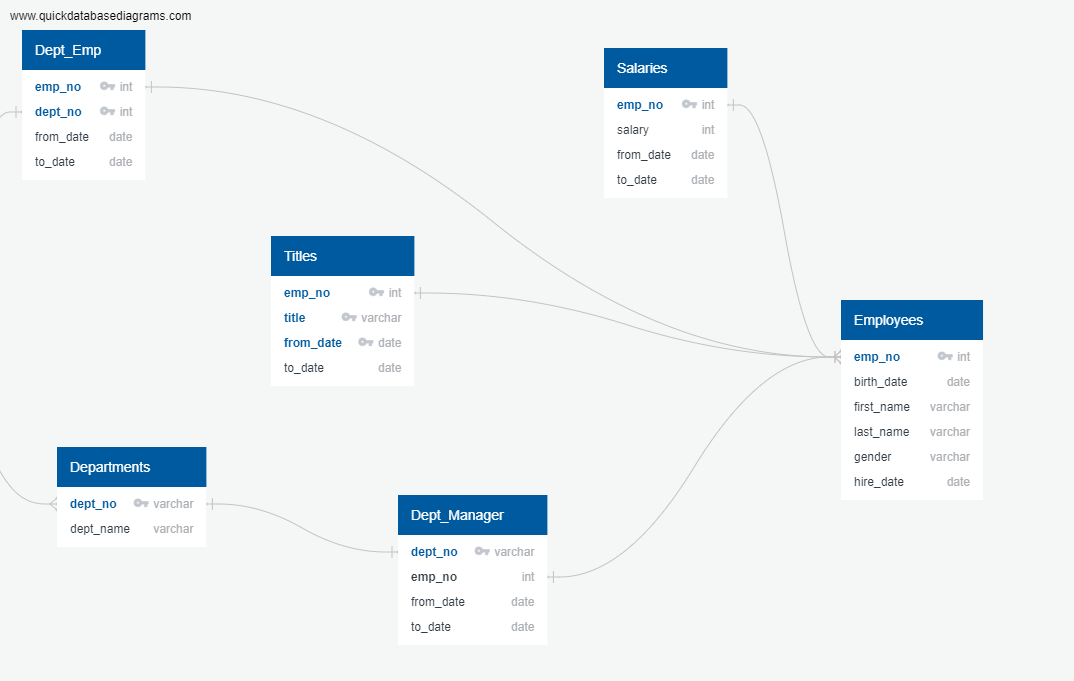 www.quickdatabasediagrams.com
Dept_Emp
emp_no int
dept_no int
from_date date
to_date date
Salaries
emp_no int
salary int
from_date date
to_date date
Titles
emp_no int
title varchar
from_date date
to_date date
Employees
emp_no int
birth_date date
first_name varchar
last_name varchar
gender varchar
hire_date date
Departments
dept_no varchar
dept_name varchar
Dept_Manager
dept_no varchar
emp_no int
from_date date
to_date date